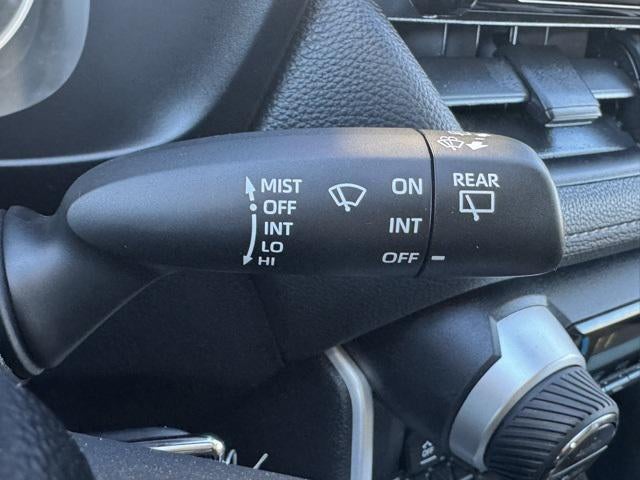 MIST
OFF
INT
LO
HI
ON
INT
OFF
REAR